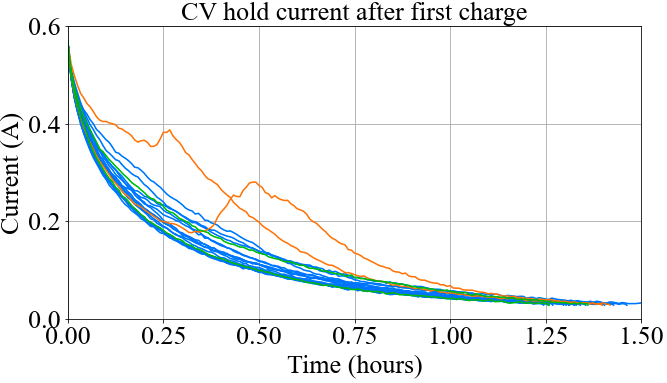 CV hold current after first charge
0.6
0.4
0.2
0.0
Current (A)
0.00 0.25 0.50 0.75 1.00 1.25 1.50
Time (hours)